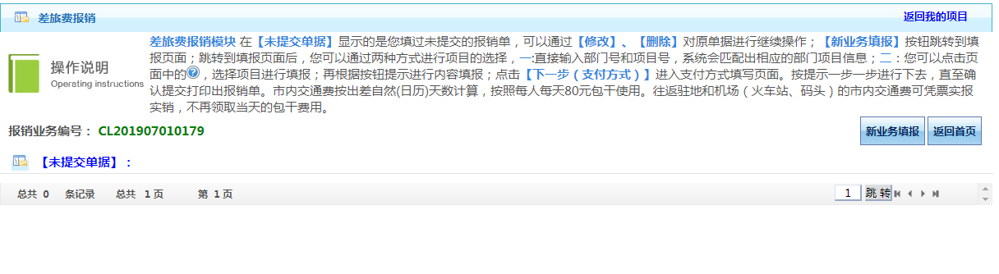 差旅费报销
返回我的项目
操作说明
Operating instructions
差旅费报销模块 在【未提交单据】显示的是您填过未提交的报销单，可以通过【修改】、【删除】对原单据进行继续操作；【新业务填报】按钮跳转到填
报页面；跳转到填报页面后，您可以通过两种方式进行项目的选择，一:直接输入部门号和项目号，系统会匹配出相应的部门项目信息；二：您可以点击页
面中的?，选择项目进行填报；再根据按钮提示进行内容填报；点击【下一步（支付方式）】进入支付方式填写页面。按提示一步一步进行下去，直至确
认提交打印出报销单。市内交通费按出差自然(日历)天数计算，按照每人每天80元包干使用。往返驻地和机场（火车站、码头）的市内交通费可凭票实报
实销，不再领取当天的包干费用。
报销业务编号： CL201907010179
新业务填报 返回首页
【未提交单据】：
总共 0 条记录 总共 1 页 第 1 页 1 跳 转